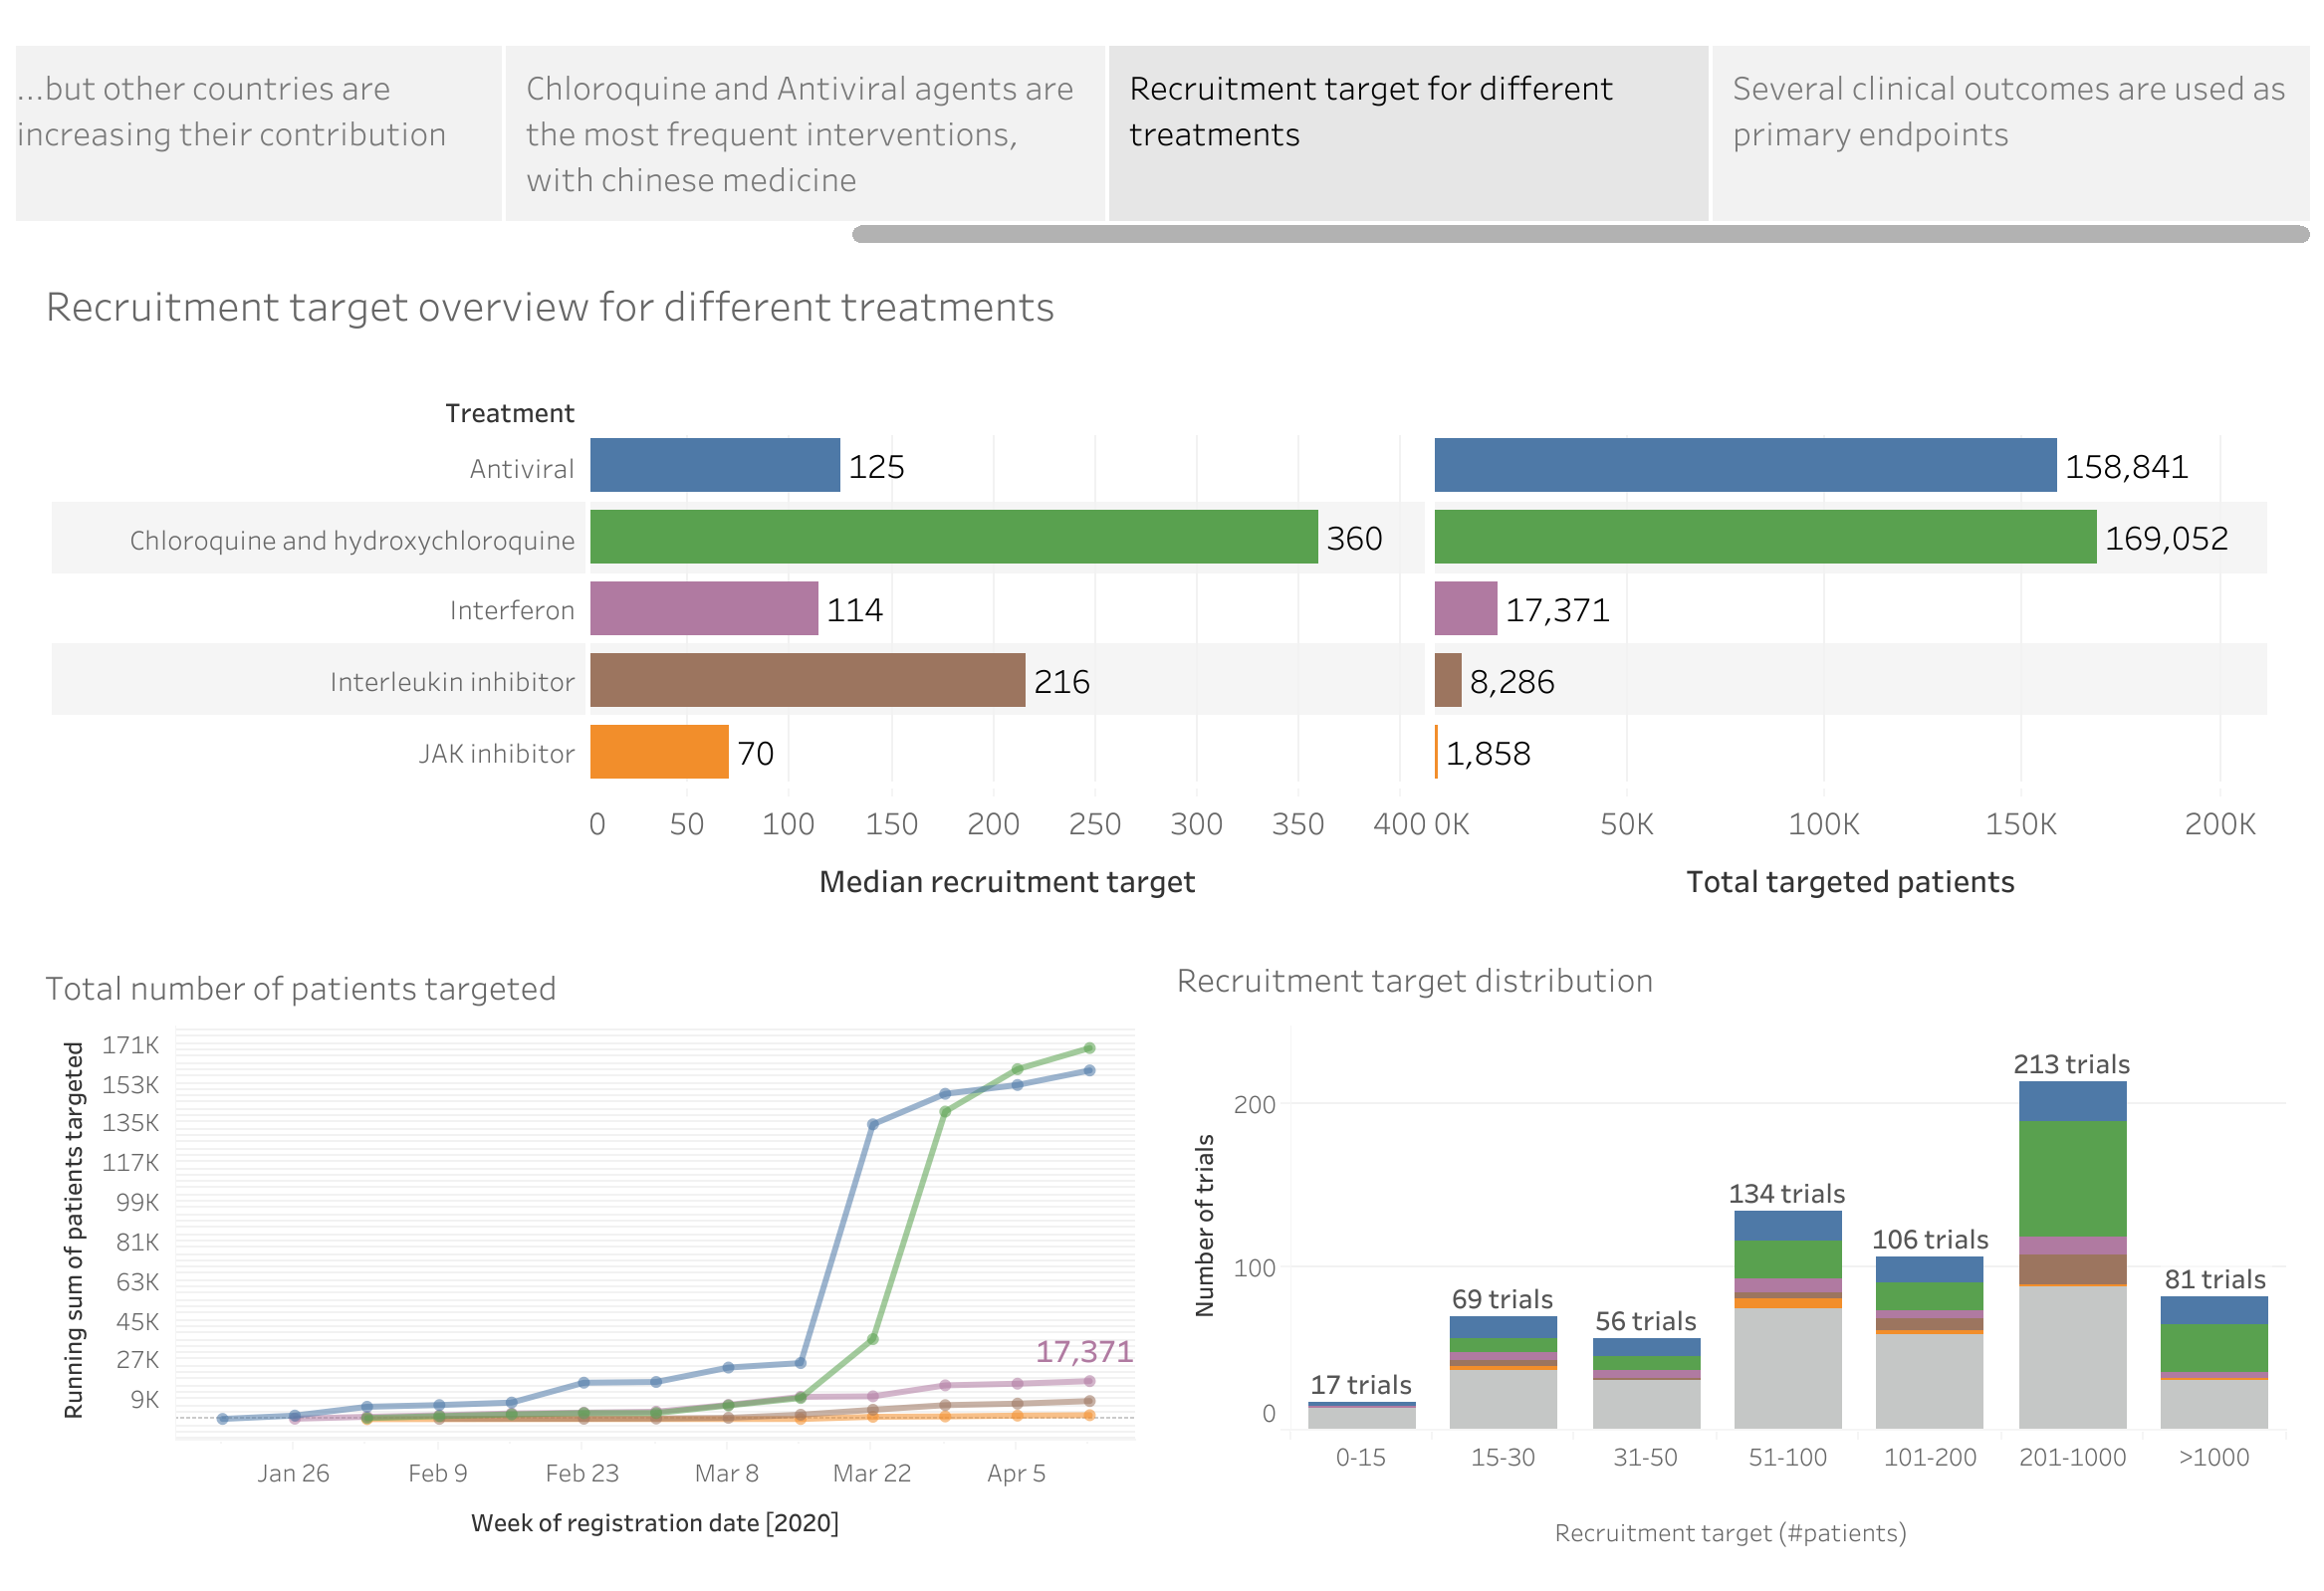 ...but other countries are
increasing their contribution
Chloroquine and Antiviral agents are
the most frequent interventions,
with chinese medicine
Recruitment target for different
treatments
Several clinical outcomes are used as
primary endpoints
Recruitment target overview for different treatments
Treatment
Antiviral
125
158,841
Chloroquine and hydroxychloroquine
360
169,052
Interferon
114
17,371
Interleukin inhibitor
216
8,286
JAK inhibitor
70
1,858
0 50 100 150 200 250 300 350 400
0K 50K 100K 150K 200K
Median recruitment target
Total targeted patients
Total number of patients targeted
Running sum of patients targeted
171K
153K
135K
117K
99K
81K
63K
45K
27K
9K
17,371
Jan 26 Feb 9 Feb 23 Mar 8 Mar 22 Apr 5
Week of registration date [2020]
Recruitment target distribution
Number of trials
200
100
0
17 trials
69 trials
56 trials
134 trials
106 trials
213 trials
81 trials
0-15 15-30 31-50 51-100 101-200 201-1000 >1000
Recruitment target (#patients)